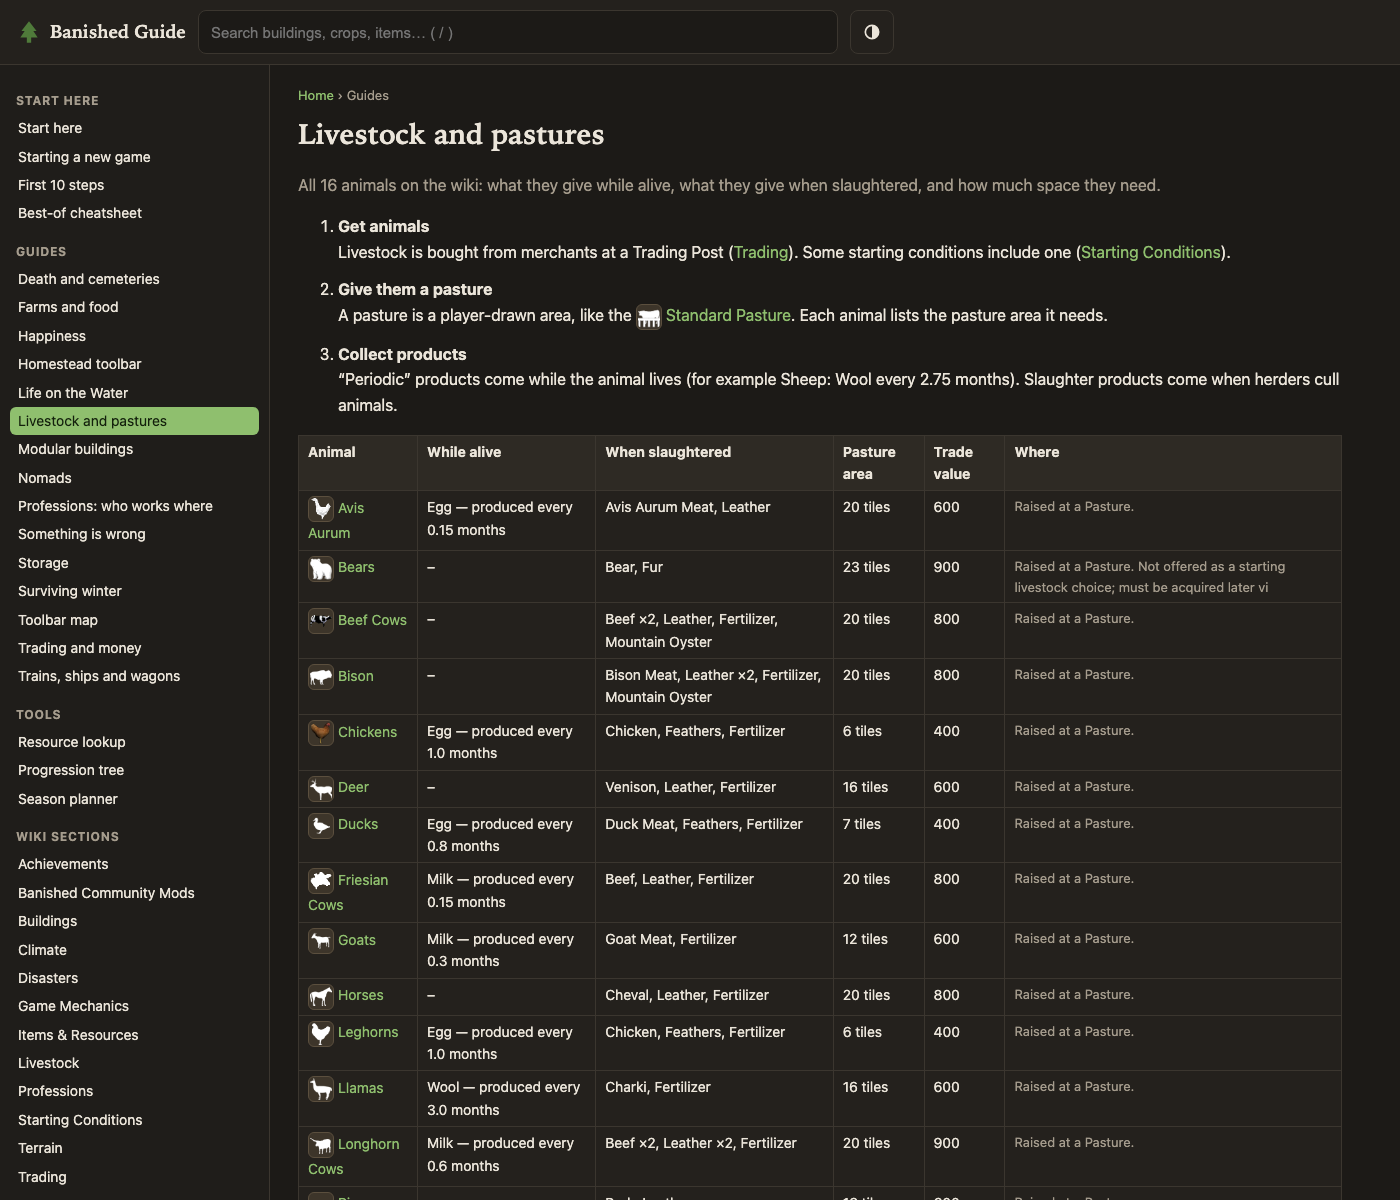 Banished Guide
Search buildings, crops, items… ( / )
START HERE
Start here
Starting a new game
First 10 steps
Best-of cheatsheet
GUIDES
Death and cemeteries
Farms and food
Happiness
Homestead toolbar
Life on the Water
Livestock and pastures
Modular buildings
Nomads
Professions: who works where
Something is wrong
Storage
Surviving winter
Toolbar map
Trading and money
Trains, ships and wagons
TOOLS
Resource lookup
Progression tree
Season planner
WIKI SECTIONS
Achievements
Banished Community Mods
Buildings
Climate
Disasters
Game Mechanics
Items & Resources
Livestock
Professions
Starting Conditions
Terrain
Trading
Home › Guides
Livestock and pastures
All 16 animals on the wiki: what they give while alive, what they give when slaughtered, and how much space they need.
1. Get animals
Livestock is bought from merchants at a Trading Post (Trading). Some starting conditions include one (Starting Conditions).
2. Give them a pasture
A pasture is a player-drawn area, like the Standard Pasture. Each animal lists the pasture area it needs.
3. Collect products
“Periodic” products come while the animal lives (for example Sheep: Wool every 2.75 months). Slaughter products come when herders cull
animals.
Animal While alive When slaughtered Pasture Trade Where
area value
Avis Egg — produced every Avis Aurum Meat, Leather 20 tiles 600 Raised at a Pasture.
Aurum 0.15 months
Bears – Bear, Fur 23 tiles 900 Raised at a Pasture. Not offered as a starting
livestock choice; must be acquired later vi
Beef Cows – Beef ×2, Leather, Fertilizer, 20 tiles 800 Raised at a Pasture.
Mountain Oyster
Bison – Bison Meat, Leather ×2, Fertilizer, 20 tiles 800 Raised at a Pasture.
Mountain Oyster
Chickens Egg — produced every Chicken, Feathers, Fertilizer 6 tiles 400 Raised at a Pasture.
1.0 months
Deer – Venison, Leather, Fertilizer 16 tiles 600 Raised at a Pasture.
Ducks Egg — produced every Duck Meat, Feathers, Fertilizer 7 tiles 400 Raised at a Pasture.
0.8 months
Friesian Milk — produced every Beef, Leather, Fertilizer 20 tiles 800 Raised at a Pasture.
Cows 0.15 months
Goats Milk — produced every Goat Meat, Fertilizer 12 tiles 600 Raised at a Pasture.
0.3 months
Horses – Cheval, Leather, Fertilizer 20 tiles 800 Raised at a Pasture.
Leghorns Egg — produced every Chicken, Feathers, Fertilizer 6 tiles 400 Raised at a Pasture.
1.0 months
Llamas Wool — produced every Charki, Fertilizer 16 tiles 600 Raised at a Pasture.
3.0 months
Longhorn Milk — produced every Beef ×2, Leather ×2, Fertilizer 20 tiles 900 Raised at a Pasture.
Cows 0.6 months